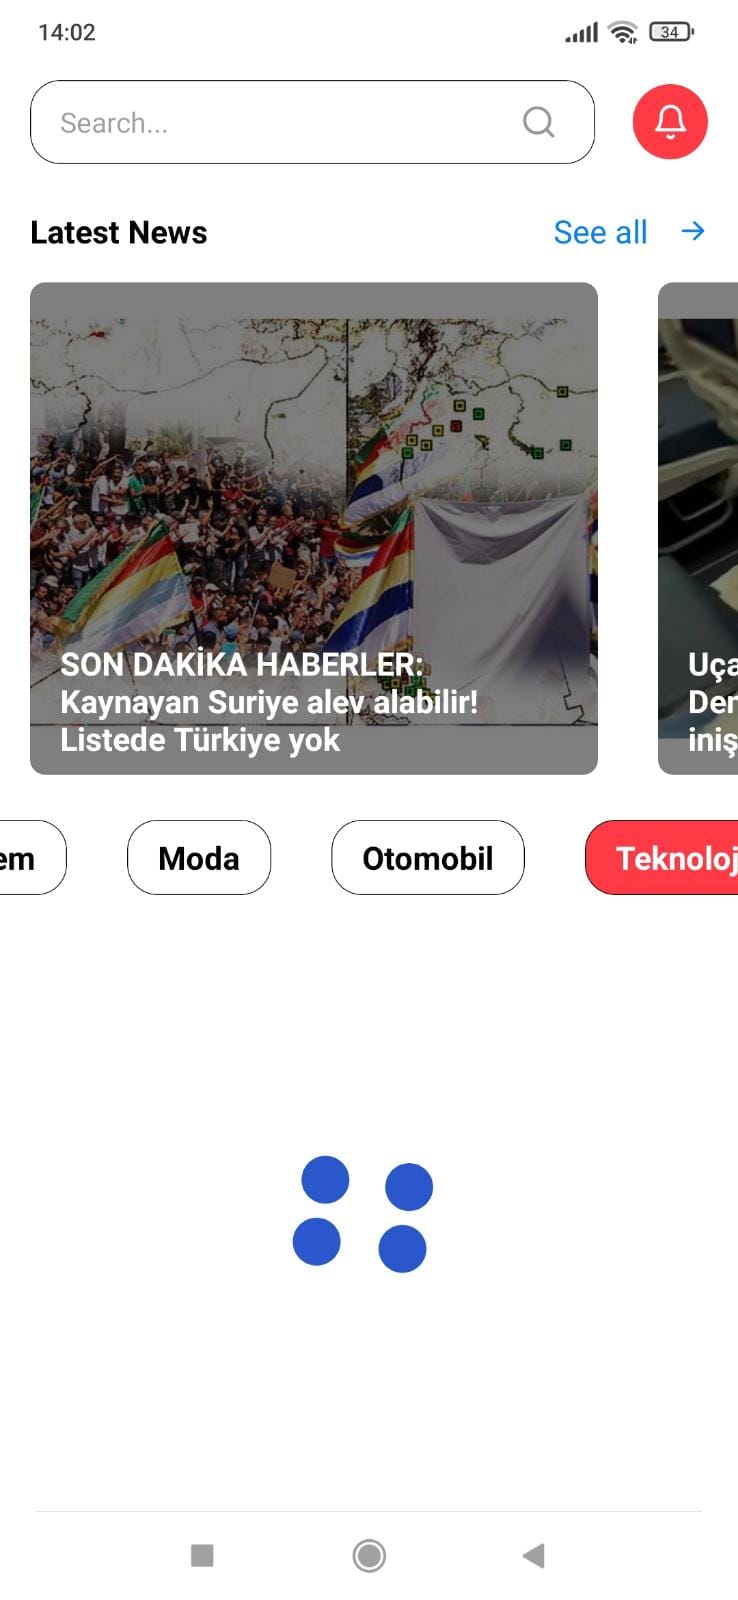 14:02
34
Search...
Latest News
See all
SON DAKİKA HABERLER:
Kaynayan Suriye alev alabilir!
Listede Türkiye yok
Uça
Der
iniş
em
Moda
Otomobil
Teknoloj